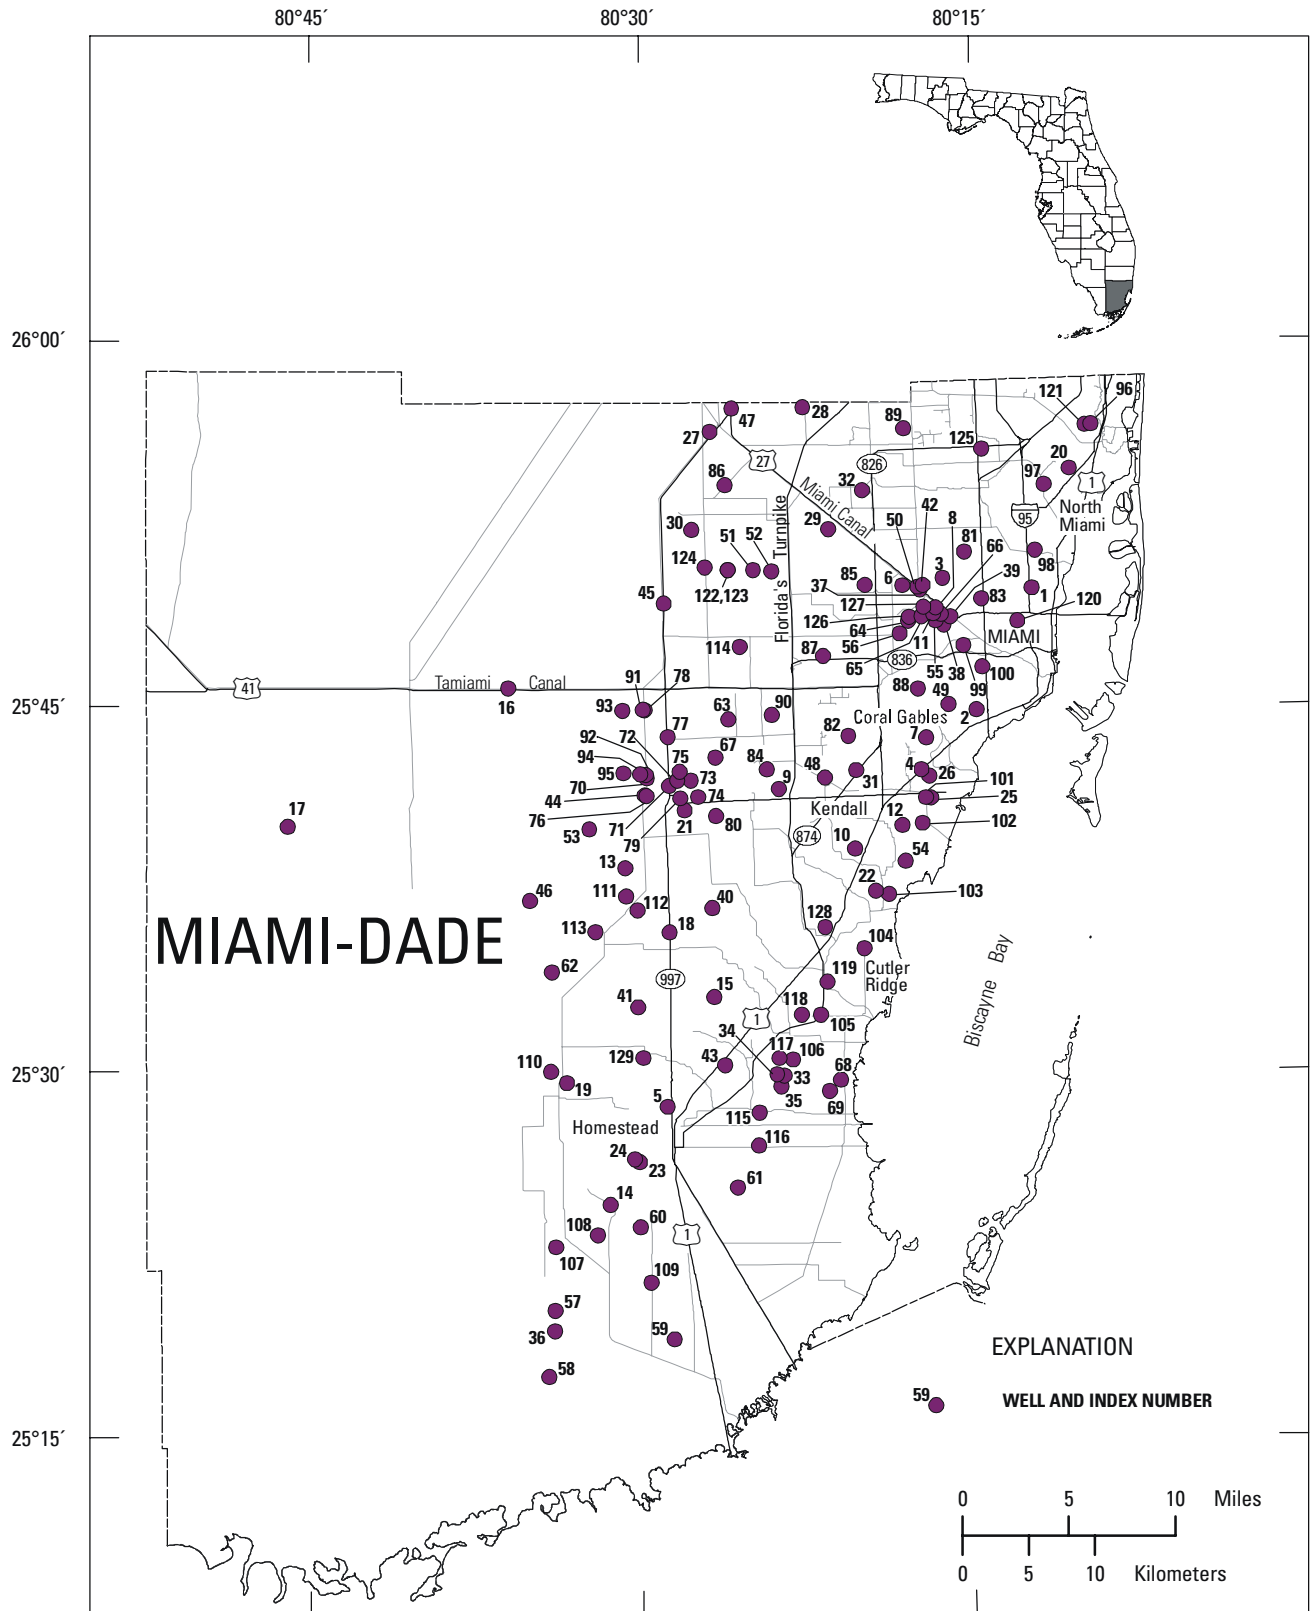 80°45´ 80°30´ 80°15´
26°00´
121 96
47 28 89
27 125
27 826 20
86 32 97 1
Miami Canal
42 North
Miami
50 8 95
30 51 52 29 81 66
Florida's Turnpike
124 85 6 3 39 98
122,123 37 83 1 120
45 127
126
64 MIAMI
56 11
114 87 65 836 55 38 100
91 78 88 49 99
41 Tamiami Canal
16
25°45´ 93 63 90 2
Coral Gables
92 72 77 82 7
94 75 67 84 4
95 73 48 26 101
70 9 31
44 74 25
Kendall
17 76 71 21 80 12 102
53 79 874 10
54
13 22
46 111 40 103
112 128
MIAMI-DADE
113 18 104
Cutler
Ridge
62 997 119
15
41 118 105
1
34
Biscayne Bay
129 43 117 106
110 68
25°30´ 33
19 35 69
5 115
Homestead
116
24 23
61
14
60
108 1
107
109
57
36 59
EXPLANATION
58
59 WELL AND INDEX NUMBER
25°15´
0 5 10 Miles
0 5 10 Kilometers